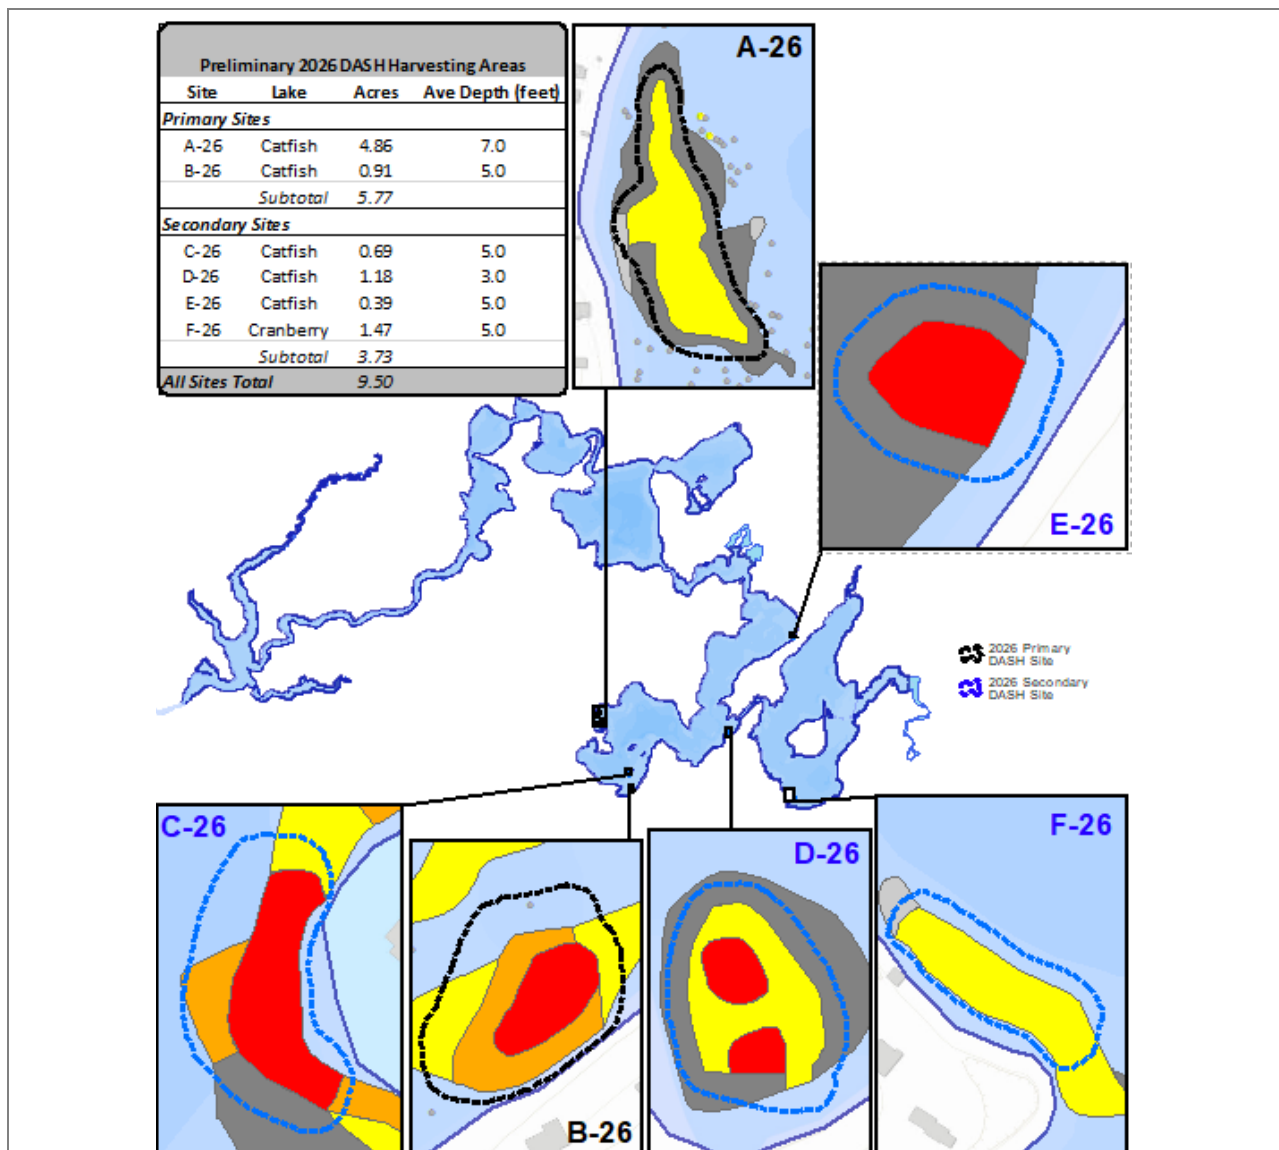 Preliminary 2026 DASH Harvesting Areas
Site Lake Acres Ave Depth (feet)
Primary Sites
A-26 Catfish 4.86 7.0
B-26 Catfish 0.91 5.0
Subtotal 5.77
Secondary Sites
C-26 Catfish 0.69 5.0
D-26 Catfish 1.18 3.0
E-26 Catfish 0.39 5.0
F-26 Cranberry 1.47 5.0
Subtotal 3.73
All Sites Total 9.50
A-26
E-26
2026 Primary
DASH Site
2026 Secondary
DASH Site
C-26
B-26
D-26
F-26